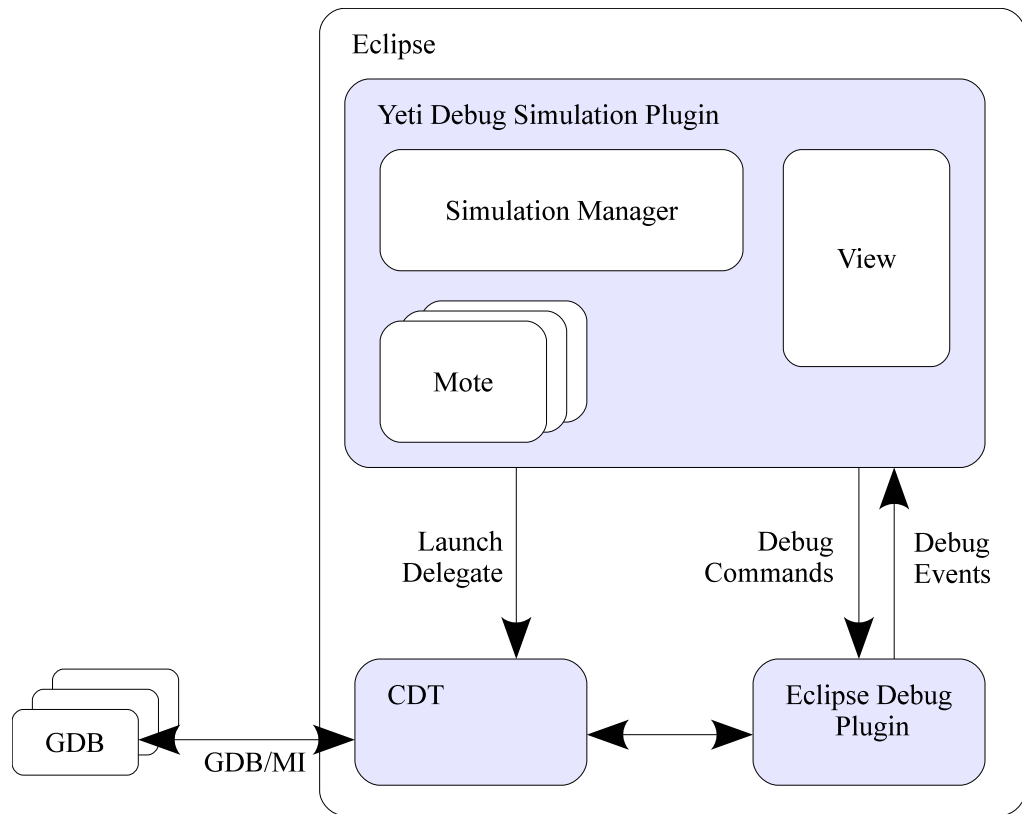 Eclipse
Yeti Debug Simulation Plugin
Simulation Manager
View
Mote
Launch
Delegate
Debug
Commands
Debug
Events
CDT
Eclipse Debug
Plugin
GDB
GDB/MI